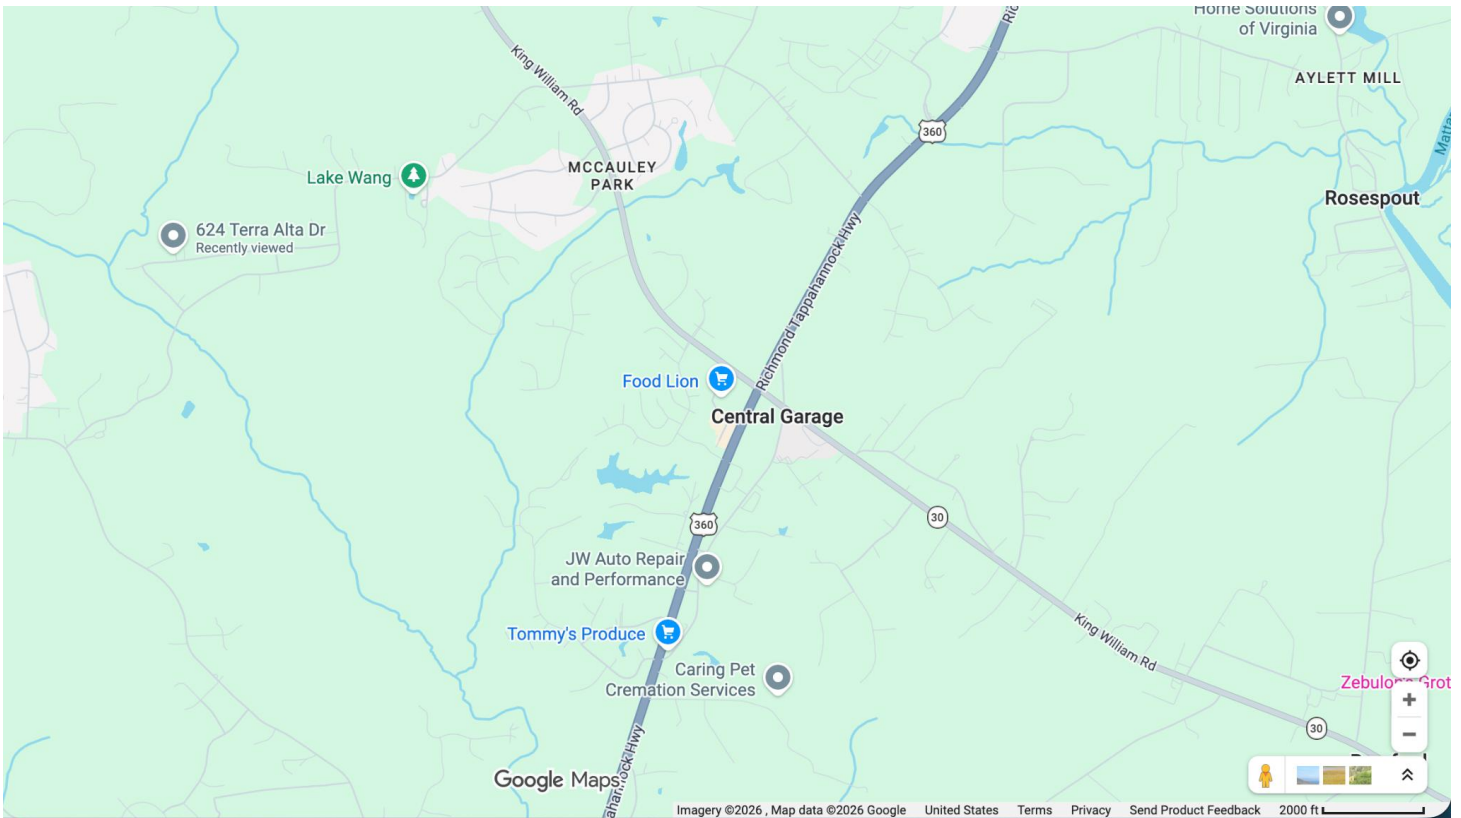 Home Solutions
of Virginia
AYLETT MILL
King William Rd
360
MCCAULEY
PARK
Lake Wang
Rosespout
624 Terra Alta Dr
Recently viewed
Richmond Tappahannock Hwy
Food Lion
Central Garage
30
360
JW Auto Repair
and Performance
Tommy's Produce
King William Rd
Caring Pet
Cremation Services
30
Google Maps
Imagery ©2026 , Map data ©2026 Google United States Terms Privacy Send Product Feedback 2000 ft